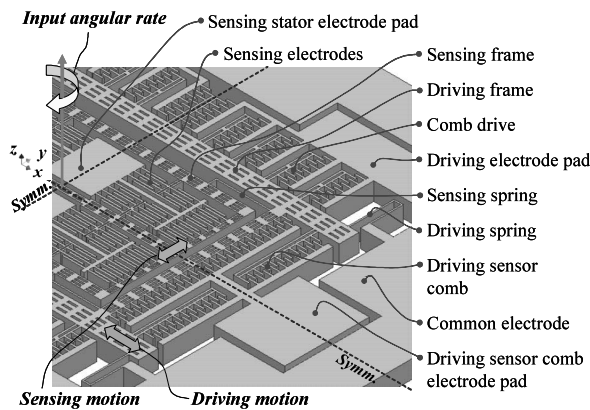 Input angular rate
Sensing stator electrode pad
Sensing electrodes
Sensing frame
Driving frame
Comb drive
Driving electrode pad
Sensing spring
Driving spring
Driving sensor
comb
Common electrode
Driving sensor comb
electrode pad
z
y
x
Symm.
Symm.
Sensing motion
Driving motion